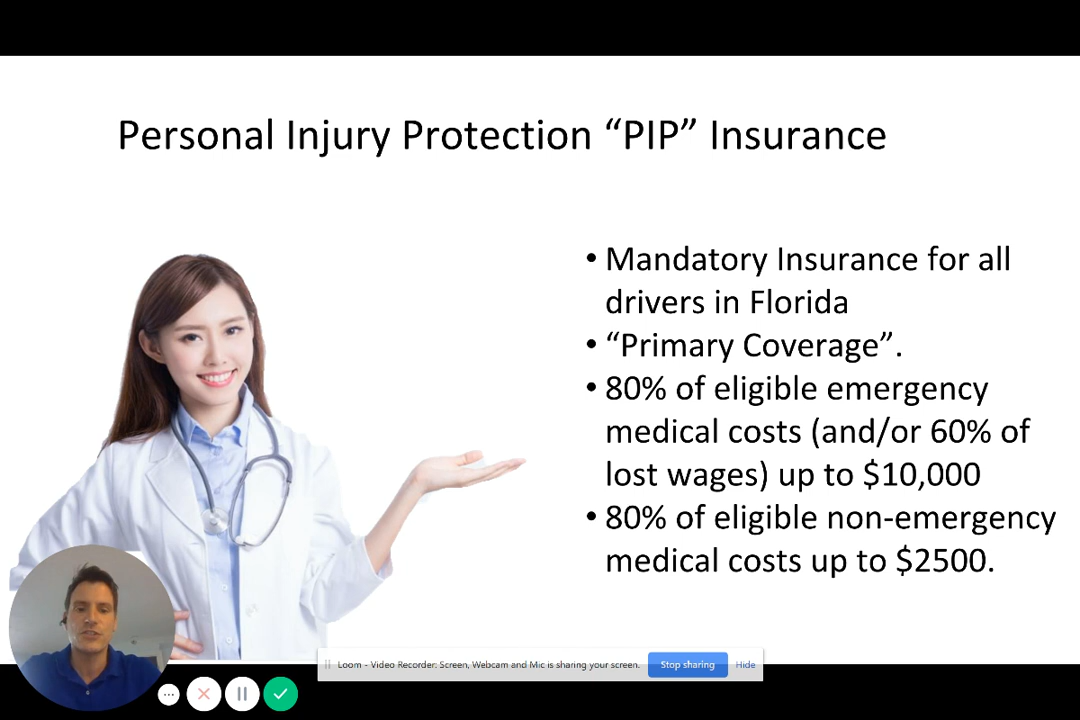 Personal Injury Protection “PIP” Insurance
• Mandatory Insurance for all
drivers in Florida
• “Primary Coverage”.
• 80% of eligible emergency
medical costs (and/or 60% of
lost wages) up to $10,000
• 80% of eligible non-emergency
medical costs up to $2500.
Loom - Video Recorder: Screen, Webcam and Mic is sharing your screen. Stop sharing Hide